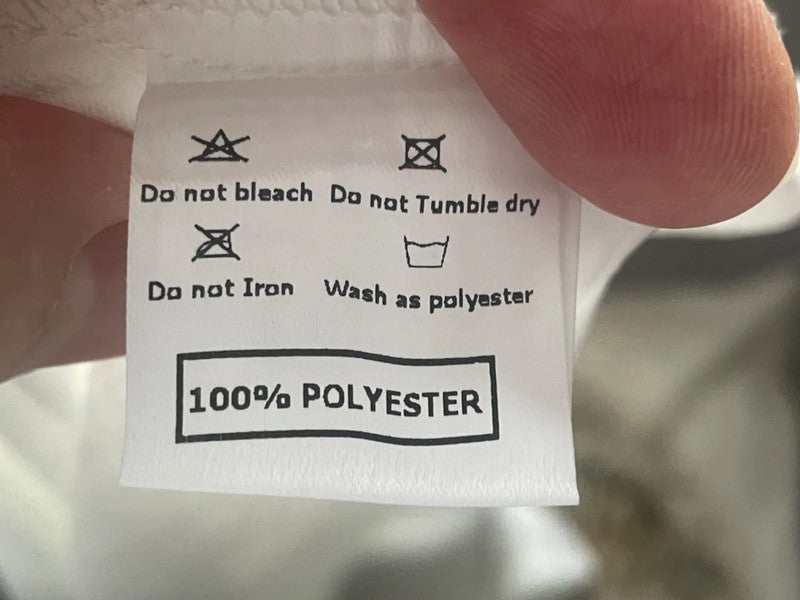 Do not bleach Do not Tumble dry
Do not Iron Wash as polyester
100% POLYESTER